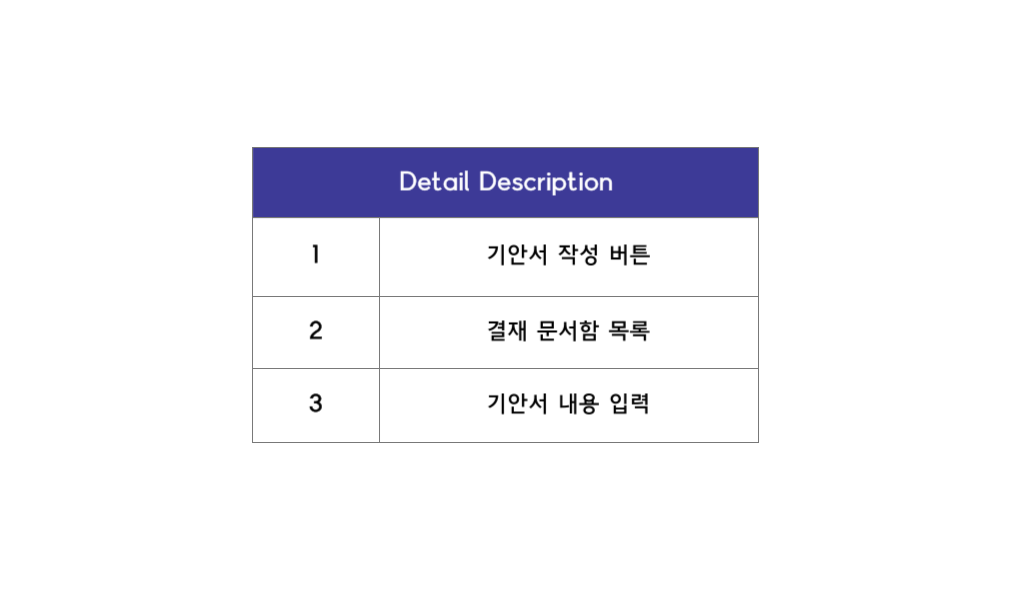 Detail Description
1 기안서 작성 버튼
2 결재 문서함 목록
3 기안서 내용 입력